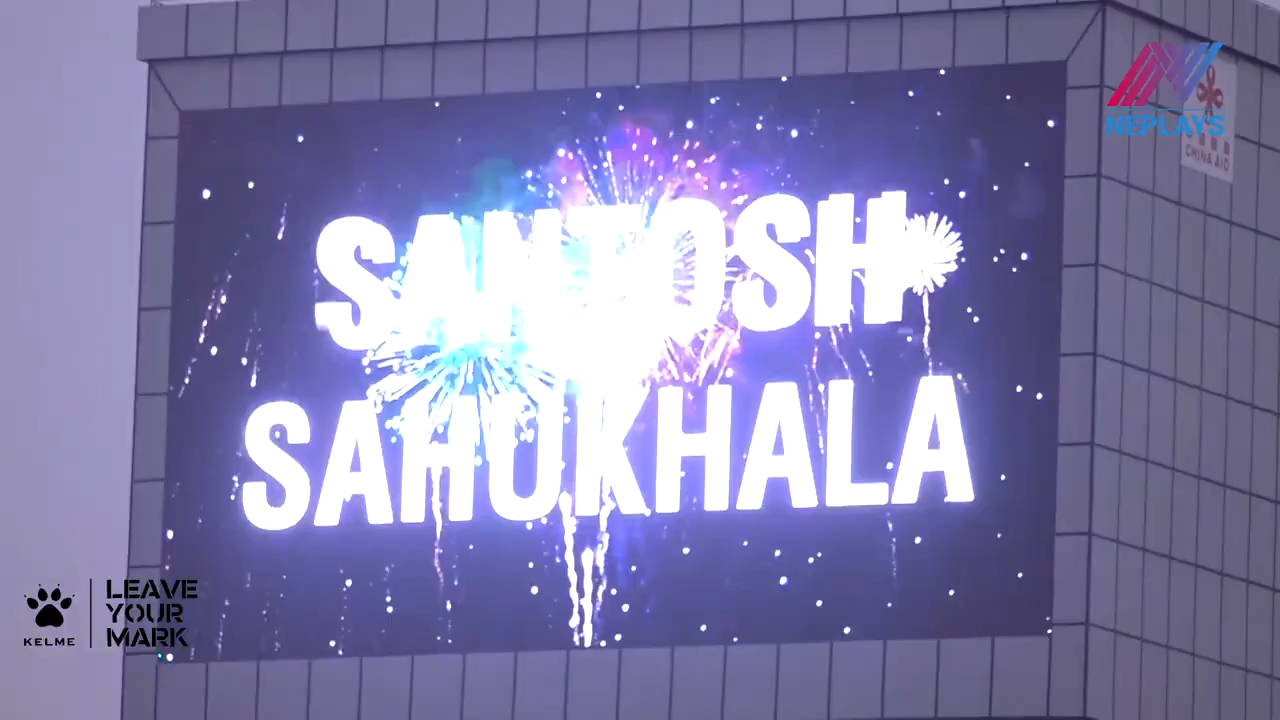 NEPLAYS
CHINA AID
SANTOSH
SAHUKHALA
KELME
LEAVE
YOUR
MARK